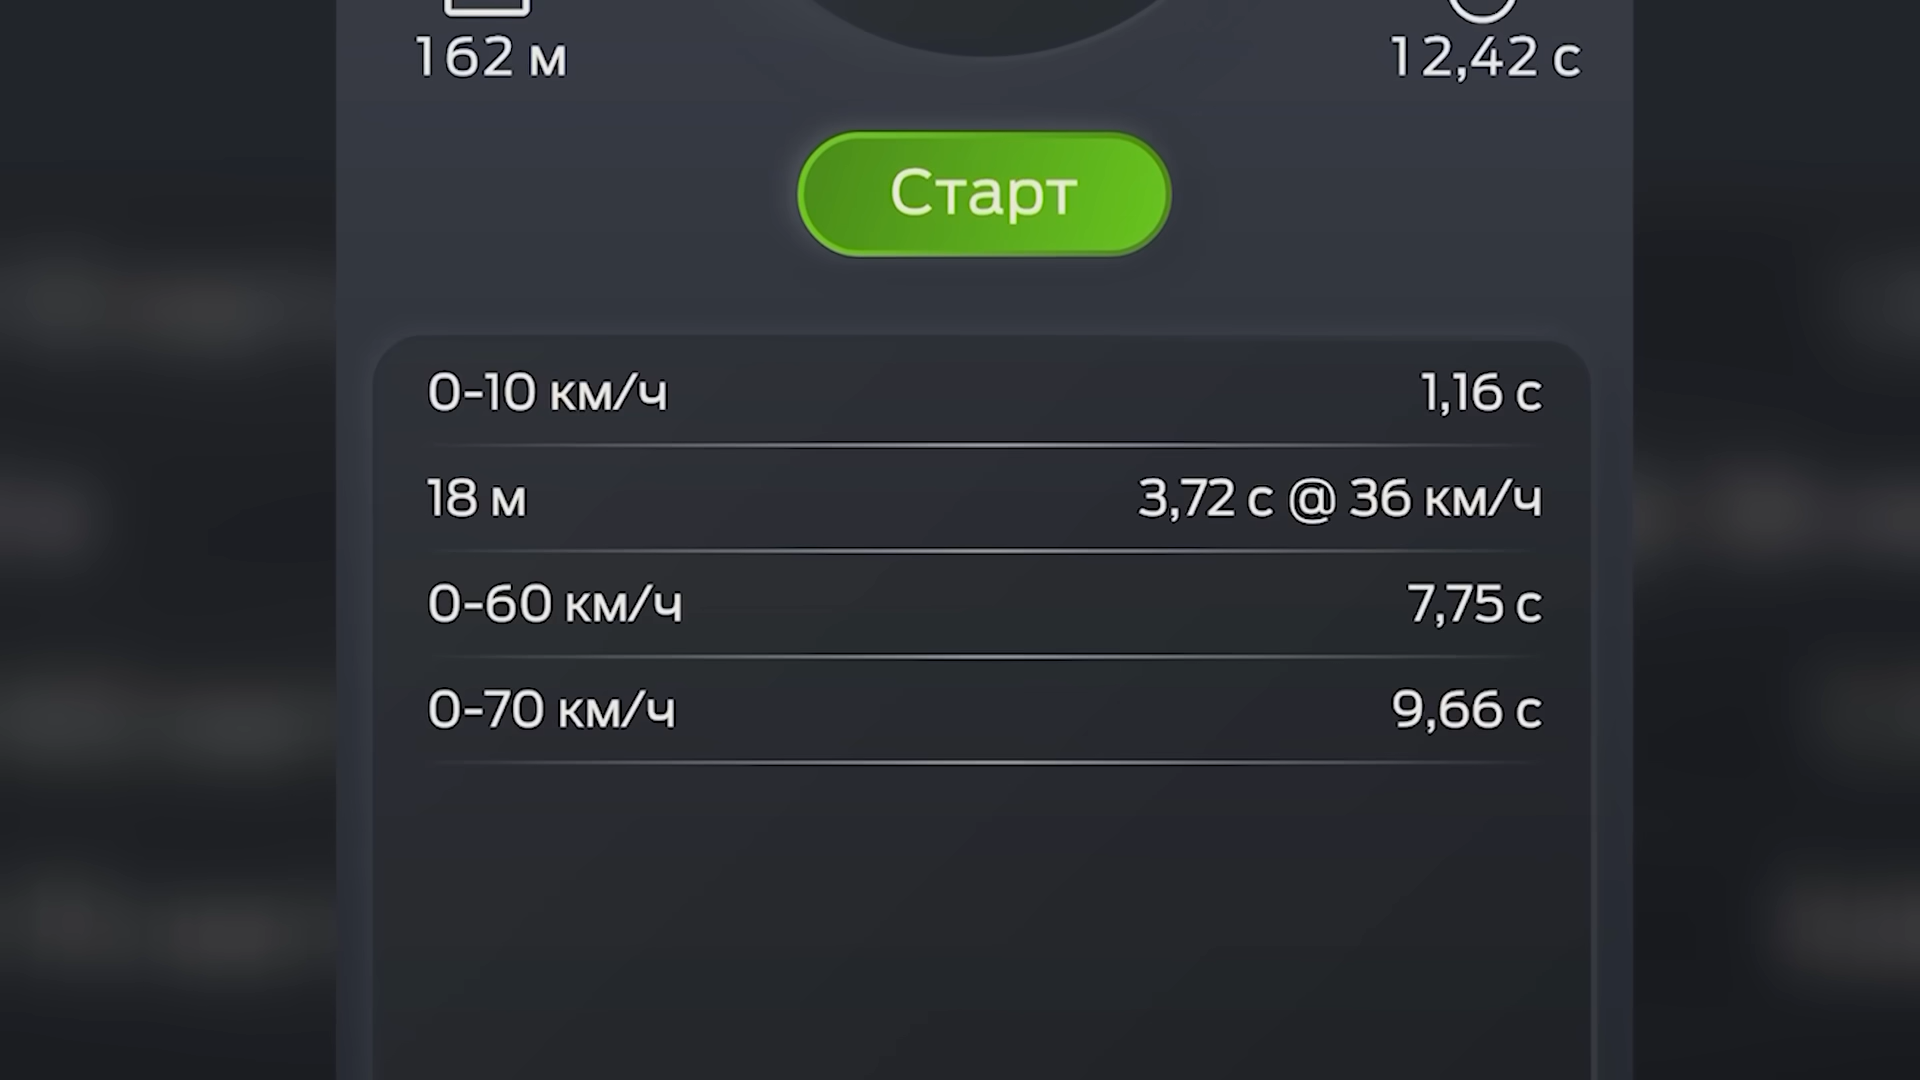 162 м 12,42 с
Старт
0-10 км/ч 1,16 с
18 м 3,72 с @ 36 км/ч
0-60 км/ч 7,75 с
0-70 км/ч 9,66 с